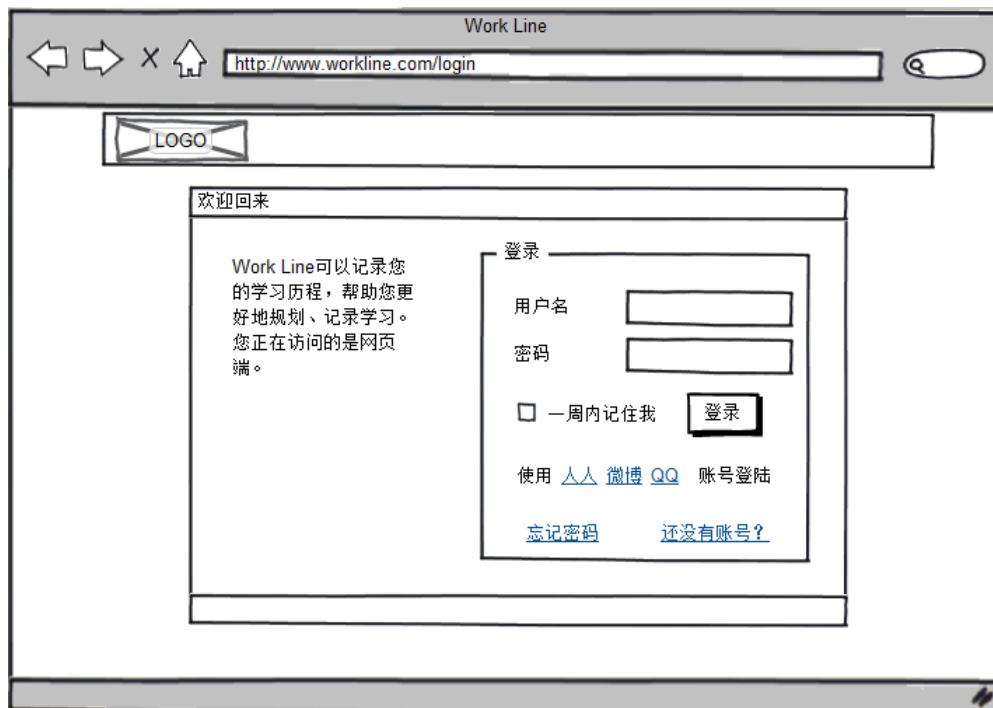 Work Line
http://www.workline.com/login
LOGO
欢迎回来
Work Line可以记录您
的学习历程，帮助您更
好地规划、记录学习。
您正在访问的是网页
端。
登录
用户名
密码
一周内记住我 登录
使用 人人 微博 QQ 账号登陆
忘记密码 还没有账号？